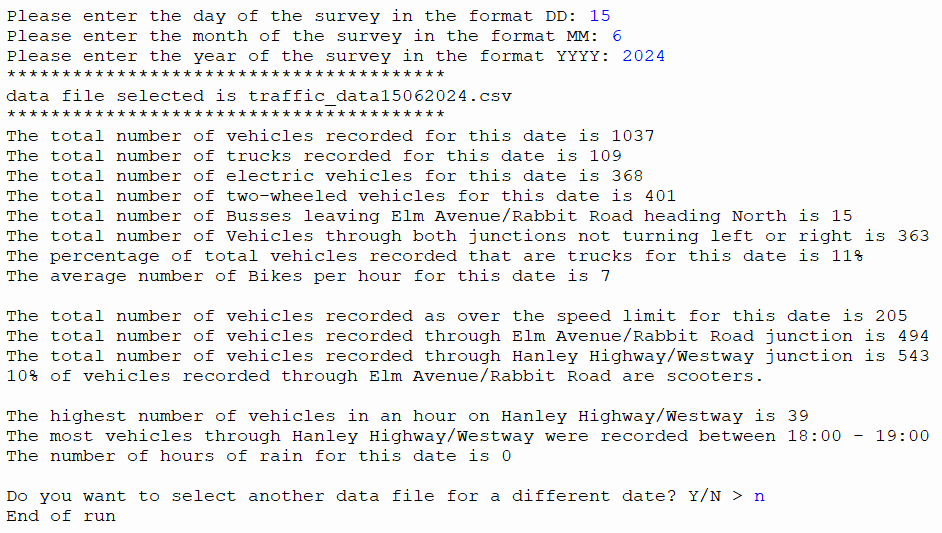 Please enter the day of the survey in the format DD: 15
Please enter the month of the survey in the format MM: 6
Please enter the year of the survey in the format YYYY: 2024
****************************************
data file selected is traffic_data15062024.csv
****************************************
The total number of vehicles recorded for this date is 1037
The total number of trucks recorded for this date is 109
The total number of electric vehicles for this date is 368
The total number of two-wheeled vehicles for this date is 401
The total number of Busses leaving Elm Avenue/Rabbit Road heading North is 15
The total number of Vehicles through both junctions not turning left or right is 363
The percentage of total vehicles recorded that are trucks for this date is 11%
The average number of Bikes per hour for this date is 7
The total number of vehicles recorded as over the speed limit for this date is 205
The total number of vehicles recorded through Elm Avenue/Rabbit Road junction is 494
The total number of vehicles recorded through Hanley Highway/Westway junction is 543
10% of vehicles recorded through Elm Avenue/Rabbit Road are scooters.
The highest number of vehicles in an hour on Hanley Highway/Westway is 39
The most vehicles through Hanley Highway/Westway were recorded between 18:00 - 19:00
The number of hours of rain for this date is 0
Do you want to select another data file for a different date? Y/N > n
End of run